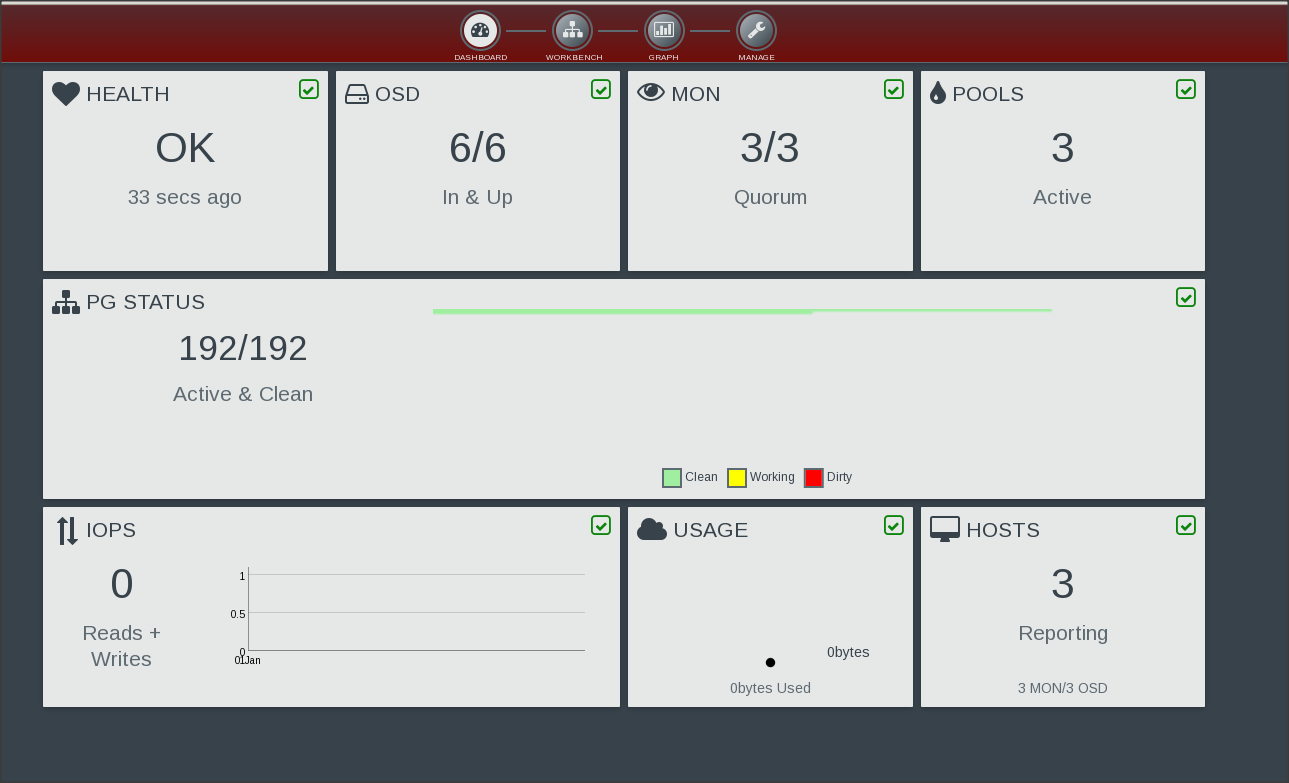 DASHBOARD
WORKBENCH
GRAPH
MANAGE
HEALTH
OK
33 secs ago
OSD
6/6
In & Up
MON
3/3
Quorum
POOLS
3
Active
PG STATUS
192/192
Active & Clean
Clean
Working
Dirty
IOPS
0
Reads +
Writes
1
0.5
0
01Jan
USAGE
0bytes
0bytes Used
HOSTS
3
Reporting
3 MON/3 OSD